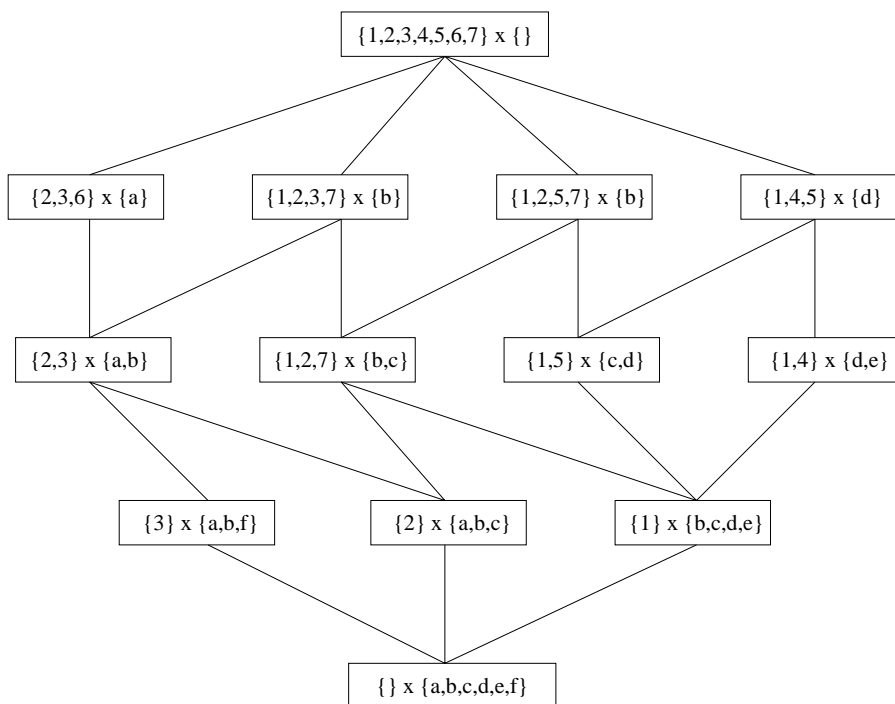 {1,2,3,4,5,6,7} x {}
{2,3,6} x {a}
{1,2,3,7} x {b}
{1,2,5,7} x {b}
{1,4,5} x {d}
{2,3} x {a,b}
{1,2,7} x {b,c}
{1,5} x {c,d}
{1,4} x {d,e}
{3} x {a,b,f}
{2} x {a,b,c}
{1} x {b,c,d,e}
{} x {a,b,c,d,e,f}